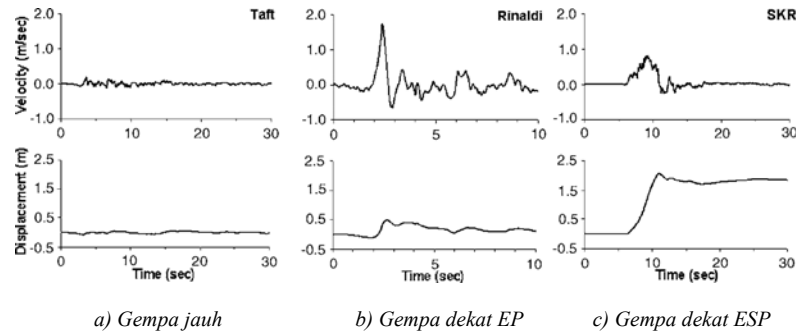 Taft
Velocity (m/sec)
2.0
1.0
0.0
-1.0
0 10 20 30
Displacement (m)
2.5
1.5
0.5
-0.5
0 10 20 30
Time (sec)
a) Gempa jauh
Rinaldi
2.0
1.0
0.0
-1.0
0 5 10
2.5
1.5
0.5
-0.5
0 5 10
Time (sec)
b) Gempa dekat EP
SKR
2.0
1.0
0.0
-1.0
0 10 20 30
2.5
1.5
0.5
-0.5
0 10 20 30
Time (sec)
c) Gempa dekat ESP